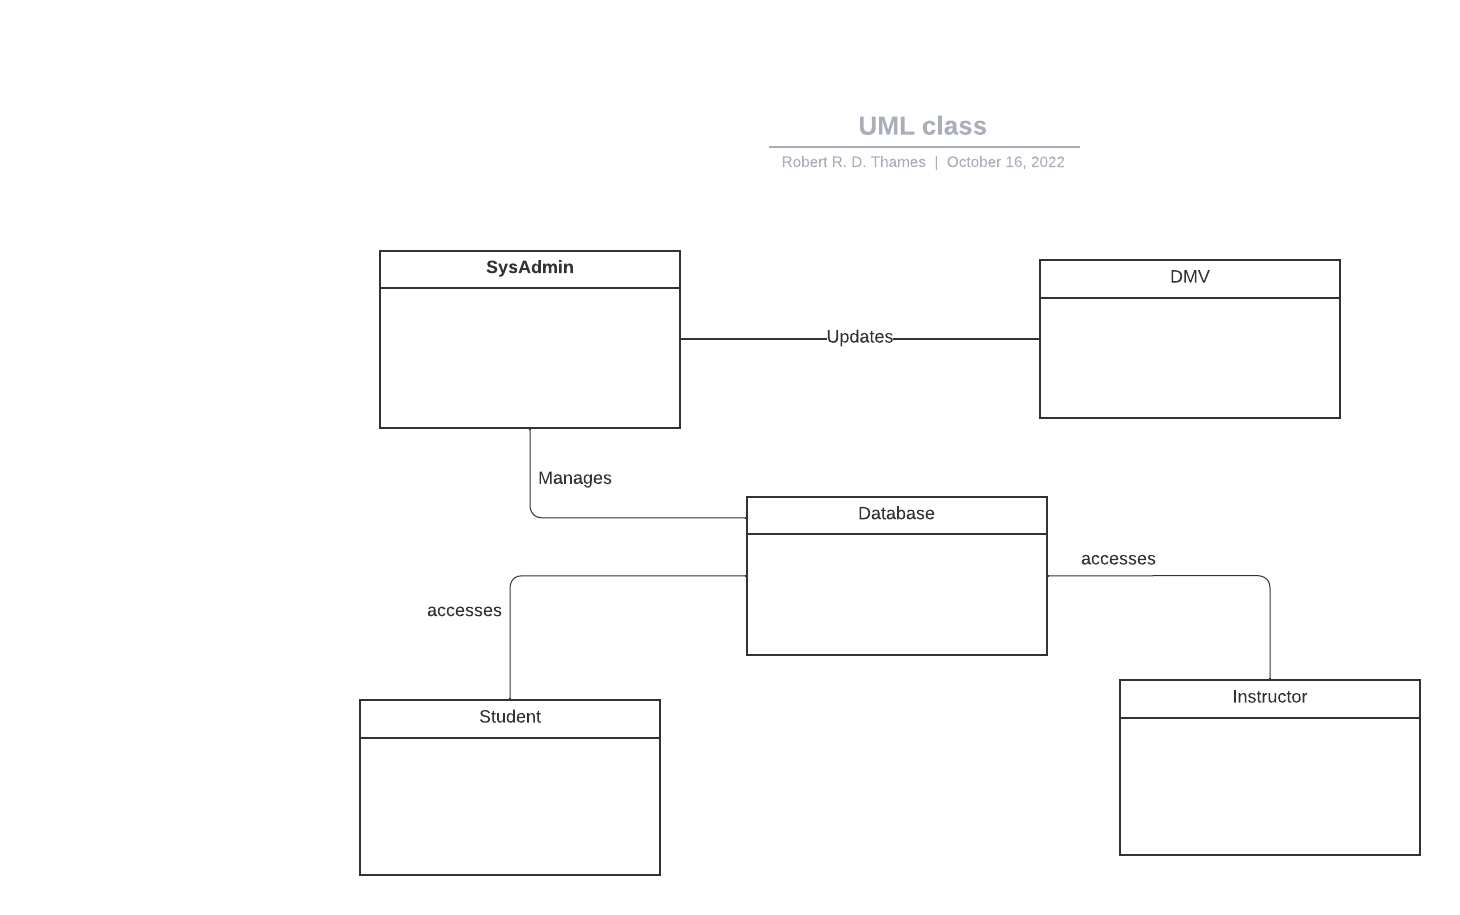 UML class
Robert R. D. Thames | October 16, 2022
SysAdmin
DMV
Updates
Manages
Database
accesses
accesses
Student
Instructor